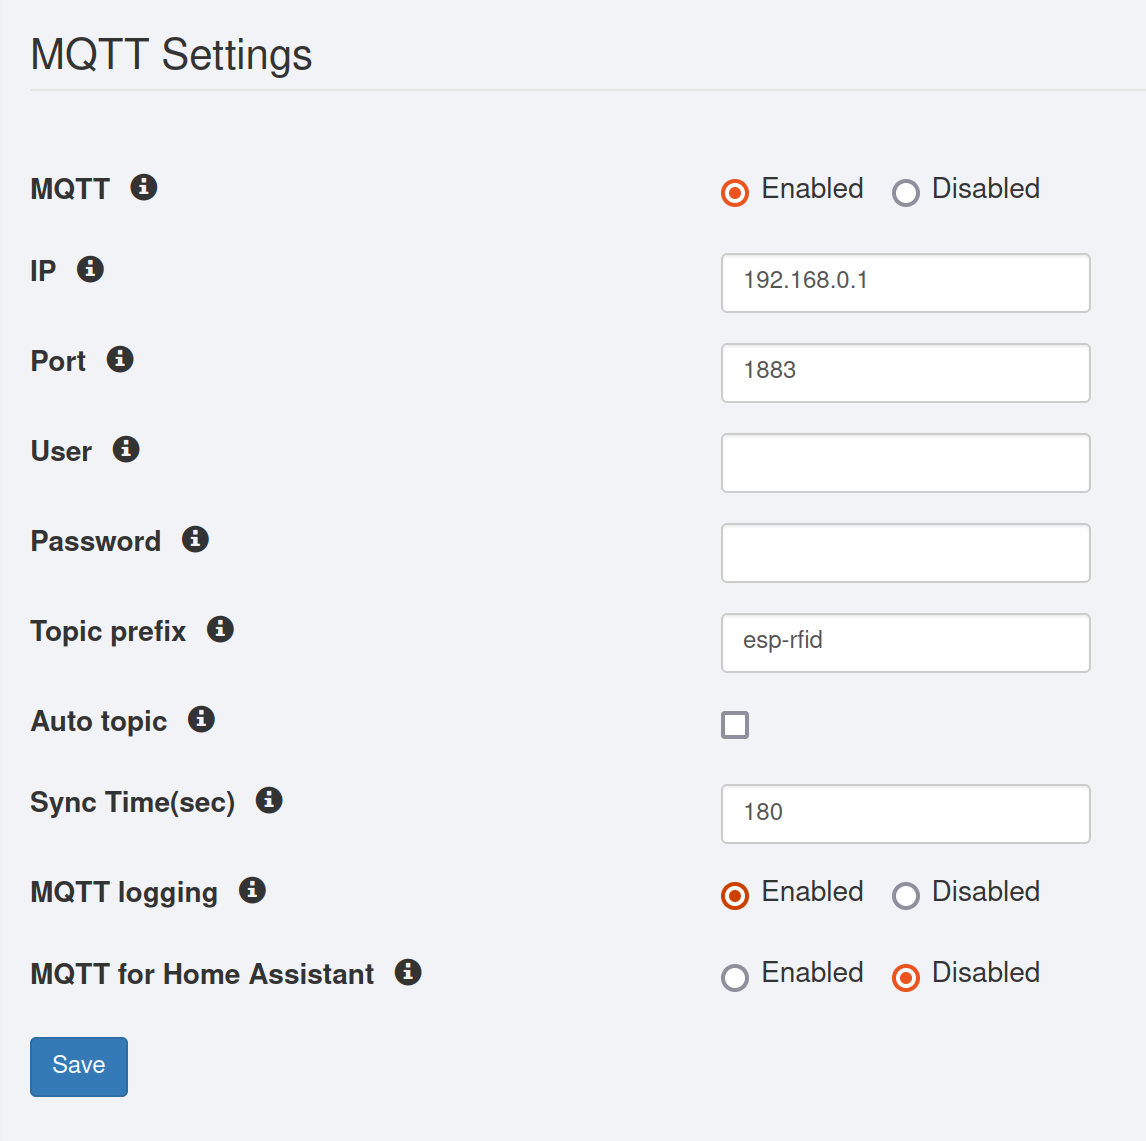 MQTT Settings
MQTT Enabled Disabled
IP 192.168.0.1
Port 1883
User
Password
Topic prefix esp-rfid
Auto topic
Sync Time(sec) 180
MQTT logging Enabled Disabled
MQTT for Home Assistant Enabled Disabled
Save